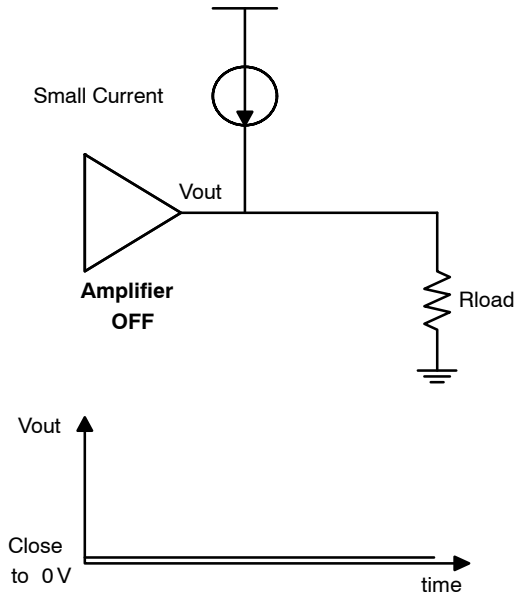 Small Current
Vout
Amplifier
OFF
Rload
Vout
Close
to 0 V
time